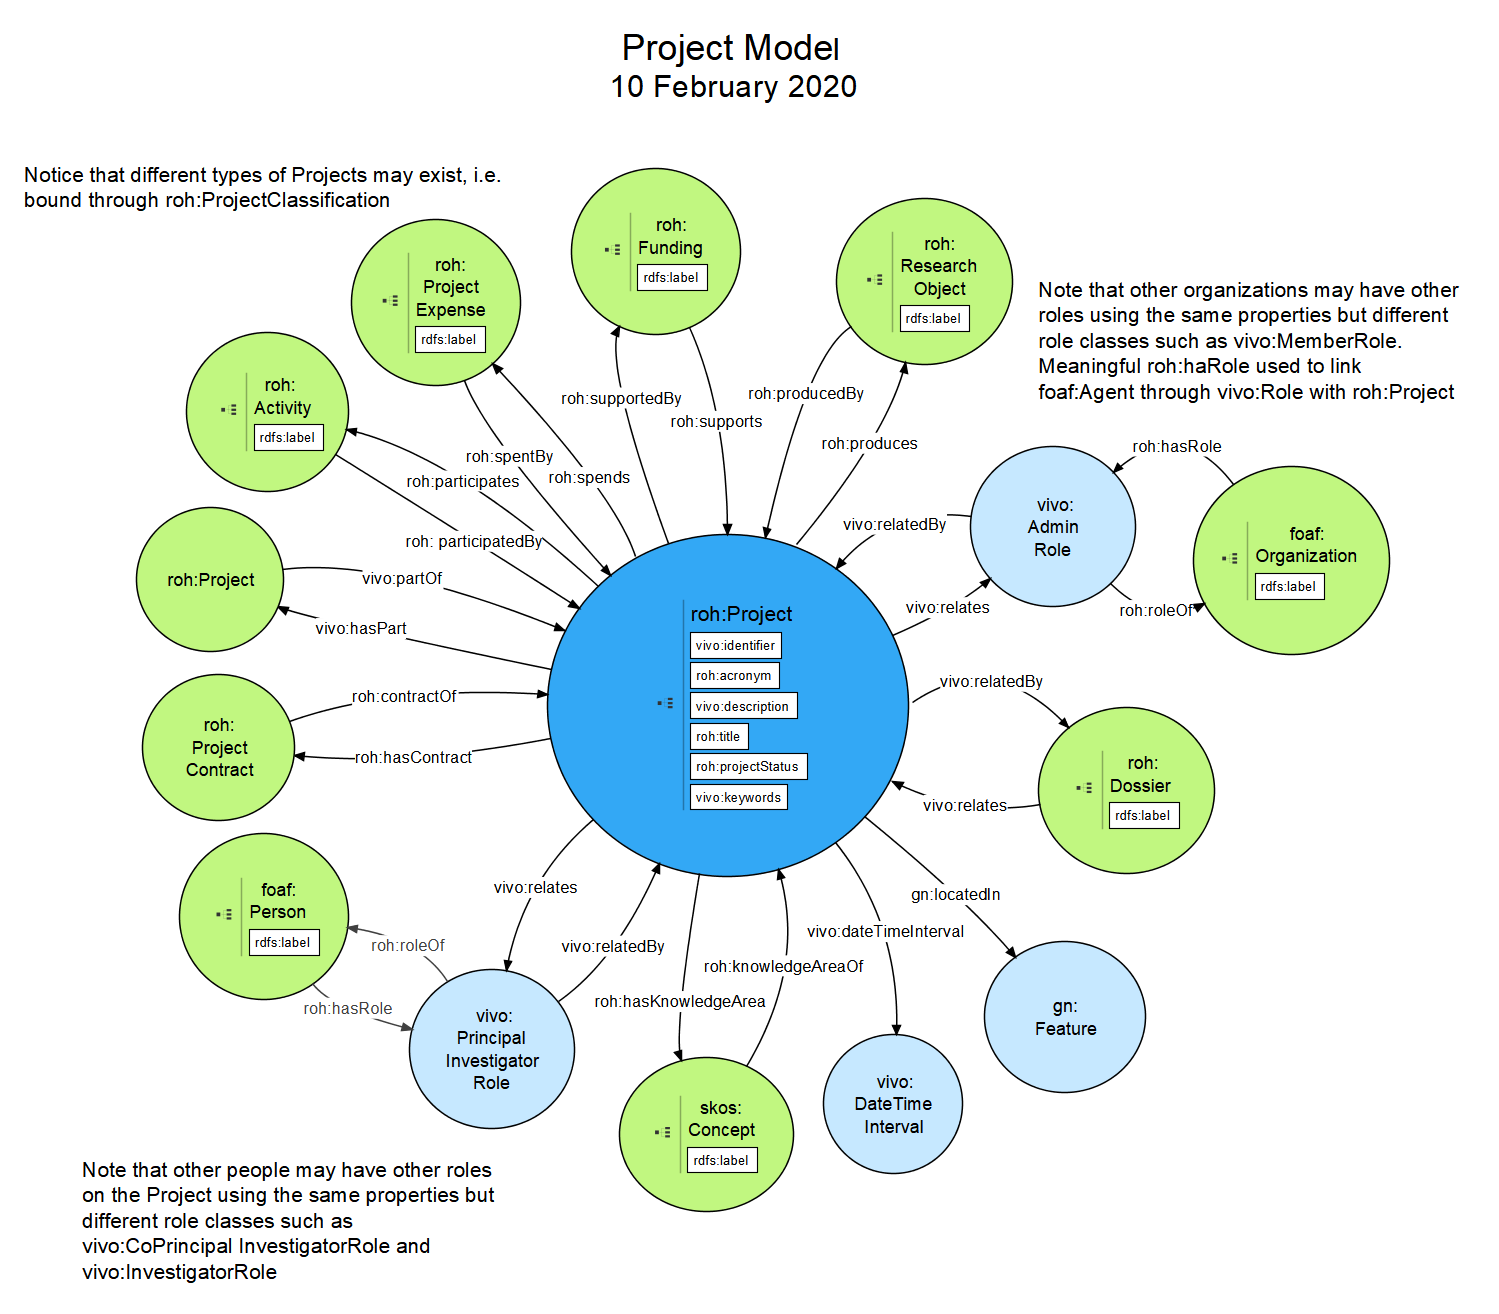 Project Model
10 February 2020
Notice that different types of Projects may exist, i.e.
bound through roh:ProjectClassification
roh:
Funding
rdfs:label
roh:
Research
Object
rdfs:label
roh:
Project
Expense
rdfs:label
Note that other organizations may have other
roles using the same properties but different
role classes such as vivo:MemberRole.
Meaningful roh:haRole used to link
foaf:Agent through vivo:Role with roh:Project
roh:
Activity
rdfs:label
roh:supportedBy
roh:supports
roh:producedBy
roh:produces
roh:spentBy
roh:spends
roh:participates
roh: participatedBy
roh:hasRole
vivo:
Admin
Role
vivo:relatedBy
vivo:relates
roh:roleOf
foaf:
Organization
rdfs:label
roh:Project
vivo:partOf
vivo:hasPart
roh:Project
vivo:identifier
roh:acronym
vivo:description
roh:title
roh:projectStatus
vivo:keywords
roh:
Project
Contract
roh:contractOf
roh:hasContract
vivo:relatedBy
vivo:relates
roh:
Dossier
rdfs:label
foaf:
Person
rdfs:label
roh:roleOf
roh:hasRole
vivo:relates
vivo:relatedBy
vivo:
Principal
Investigator
Role
roh:hasKnowledgeArea
roh:knowledgeAreaOf
vivo:dateTimeInterval
gn:locatedIn
gn:
Feature
skos:
Concept
rdfs:label
vivo:
DateTime
Interval
Note that other people may have other roles
on the Project using the same properties but
different role classes such as
vivo:CoPrincipal InvestigatorRole and
vivo:InvestigatorRole